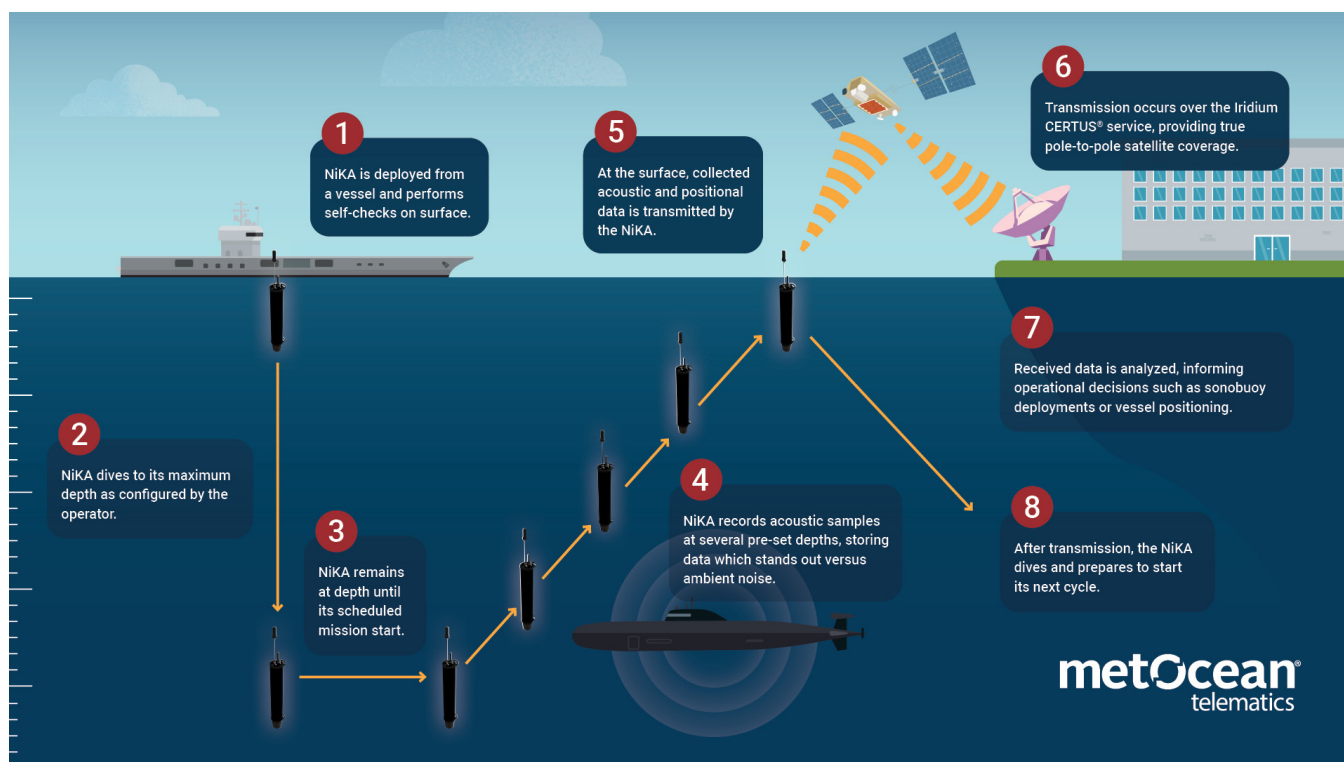 1
NiKA is deployed from
a vessel and performs
self-checks on surface.
2
NiKA dives to its maximum
depth as configured by the
operator.
3
NiKA remains
at depth until
its scheduled
mission start.
4
NiKA records acoustic samples
at several pre-set depths, storing
data which stands out versus
ambient noise.
5
At the surface, collected
acoustic and positional
data is transmitted by
the NiKA.
6
Transmission occurs over the Iridium
CERTUS® service, providing true
pole-to-pole satellite coverage.
7
Received data is analyzed, informing
operational decisions such as sonobuoy
deployments or vessel positioning.
8
After transmission, the NiKA
dives and prepares to start
its next cycle.
metOcean®
telematics